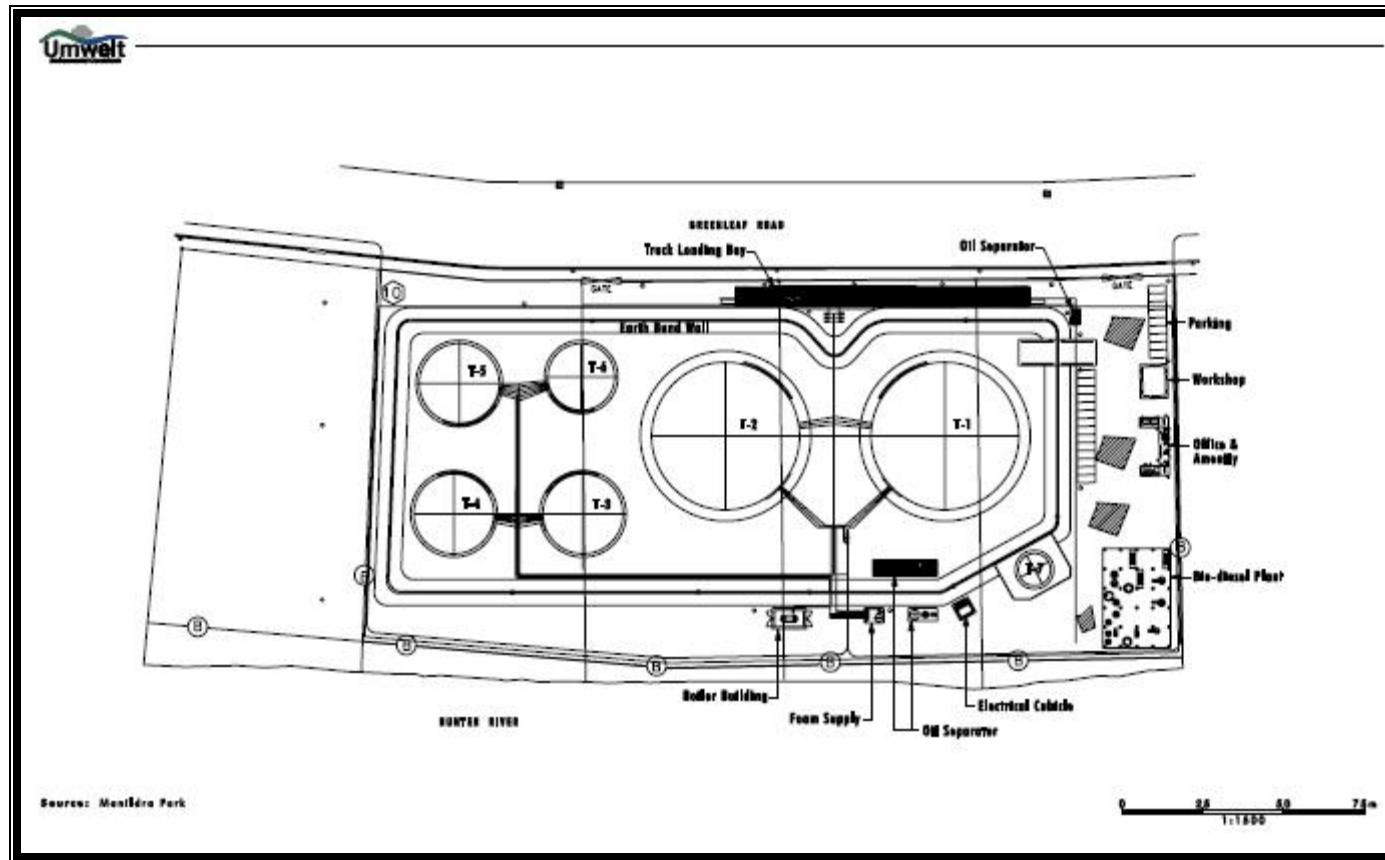 Umwelt
GREENLEAF ROAD
Truck Loading Bay
Oil Separator
GATE
GATE
10
Earth Bund Wall
Parking
T-5
T-6
Workshop
T-2
T-1
Office &
Amenity
T-4
T-3
B
T-7
B
Bio-diesel Plant
B
B
B
B
B
Boiler Building
Electrical Cubicle
Foam Supply
HUNTER RIVER
Oil Separator
Source: Manildra Park
0 25 50 75m
1:1500